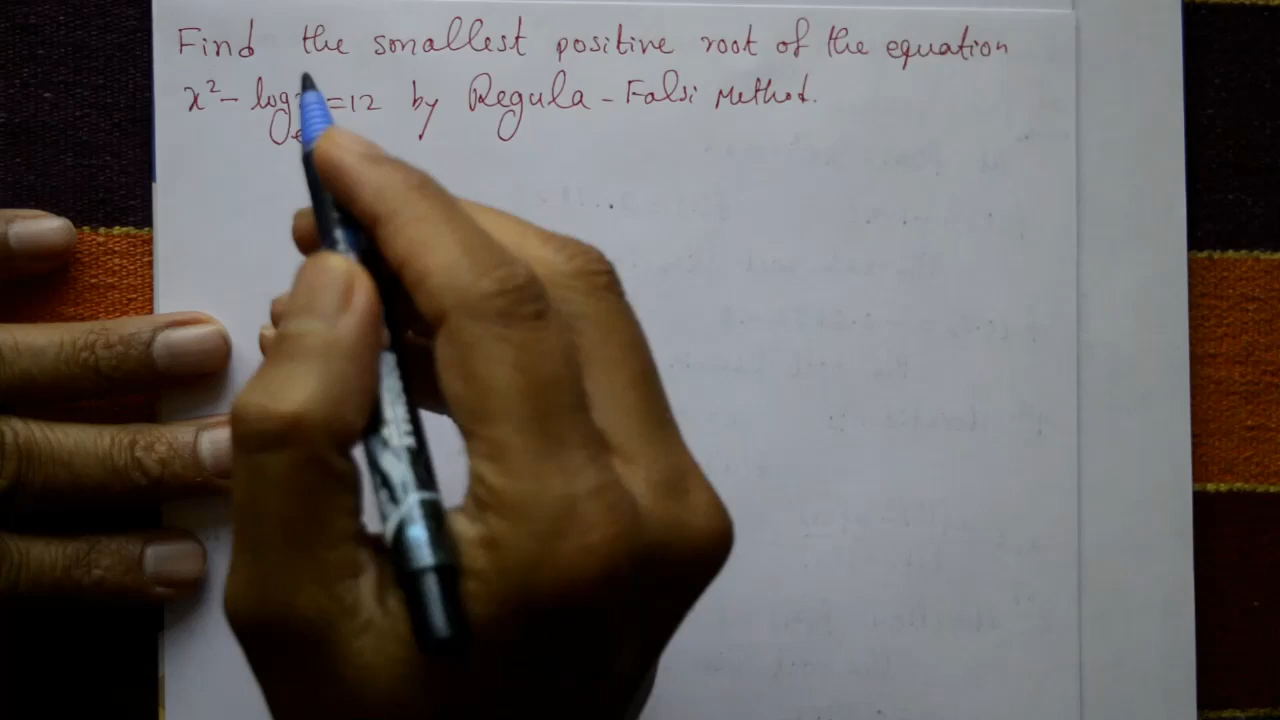 Find the smallest positive root of the equation
x² - log e =12 by Regula-Falsi Method.